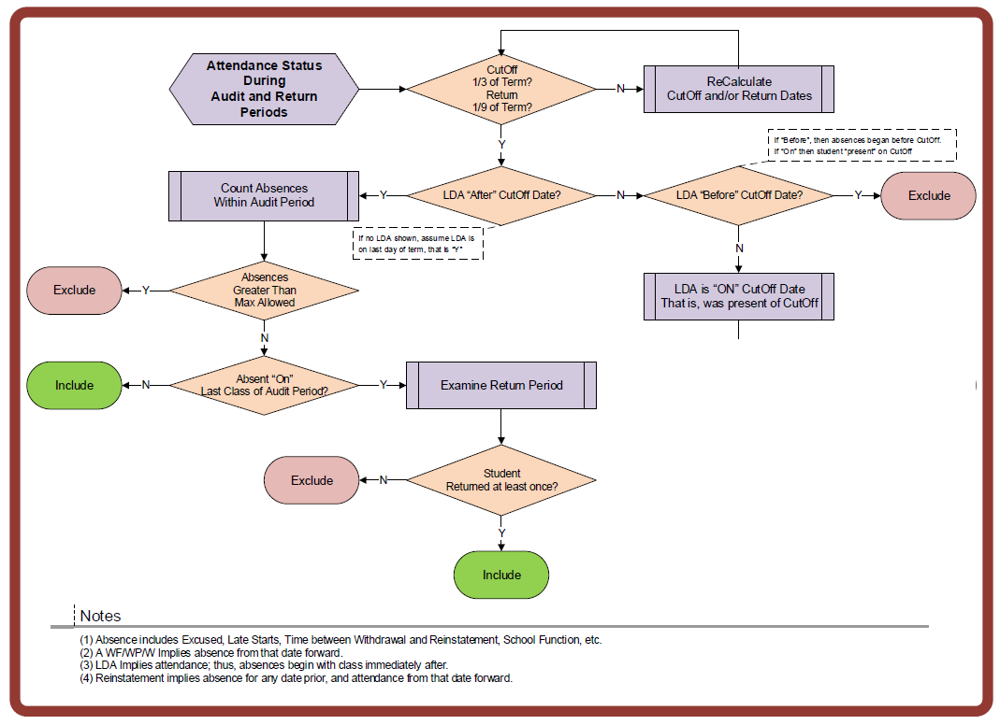 Attendance Status
During
Audit and Return
Periods
CutOff
1/3 of Term?
Return
1/9 of Term?
N
ReCalculate
CutOff and/or Return Dates
Y
If "Before", then absences began before CutOff.
If "On" then student "present" on CutOff
Count Absences
Within Audit Period
Y
LDA “After” CutOff Date?
N
LDA “Before” CutOff Date?
Y
Exclude
If no LDA shown, assume LDA is
on last day of term, that is "Y"
N
Exclude
Y
Absences
Greater Than
Max Allowed
LDA is “ON” CutOff Date
That is, was present of CutOff
N
Include
N
Absent “On”
Last Class of Audit Period?
Y
Examine Return Period
Exclude
N
Student
Returned at least once?
Y
Include
Notes
(1) Absence includes Excused, Late Starts, Time between Withdrawal and Reinstatement, School Function, etc.
(2) A WF/WP/W Implies absence from that date forward.
(3) LDA Implies attendance; thus, absences begin with class immediately after.
(4) Reinstatement implies absence for any date prior, and attendance from that date forward.